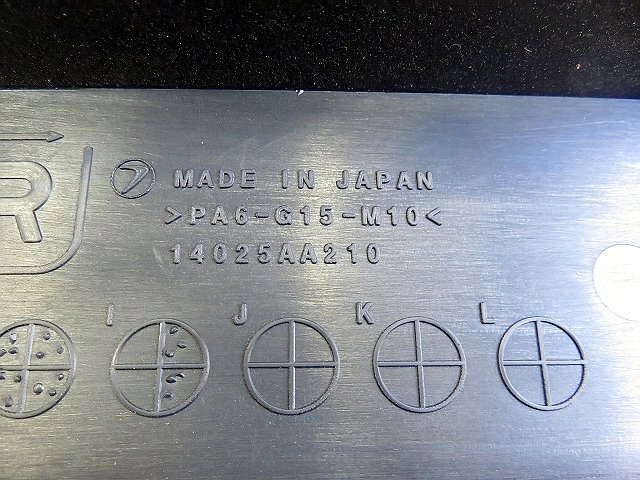 R
MADE IN JAPAN
>PA6-G15-M10<
14025AA210
I J K L